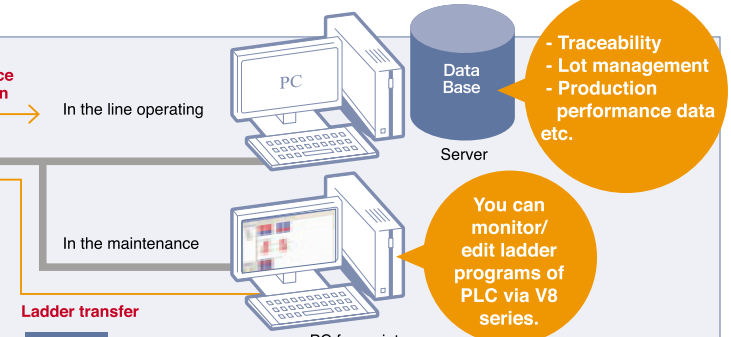 ce
n
In the line operating
PC
Data
Base
Server
- Traceability
- Lot management
- Production
performance data
etc.
In the maintenance
You can
monitor/
edit ladder
programs of
PLC via V8
series.
Ladder transfer